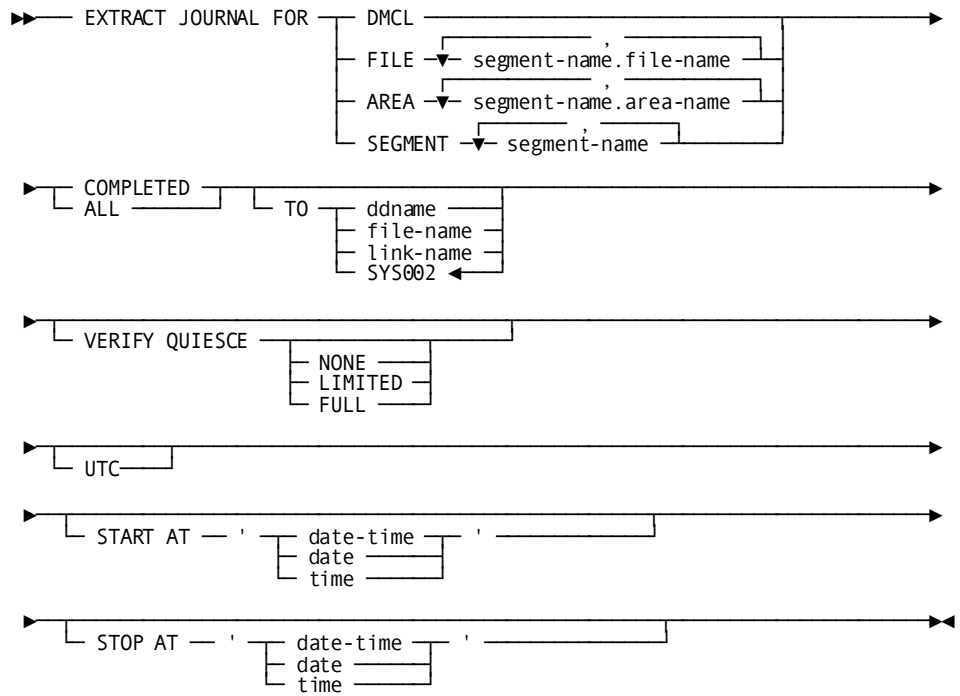 EXTRACT JOURNAL FOR DMCL
,
FILE segment-name.file-name
,
AREA segment-name.area-name
,
SEGMENT segment-name
COMPLETED
ALL TO ddname
file-name
link-name
SYS002
VERIFY QUIESCE
NONE
LIMITED
FULL
UTC
START AT ' date-time '
date
time
STOP AT ' date-time '
date
time